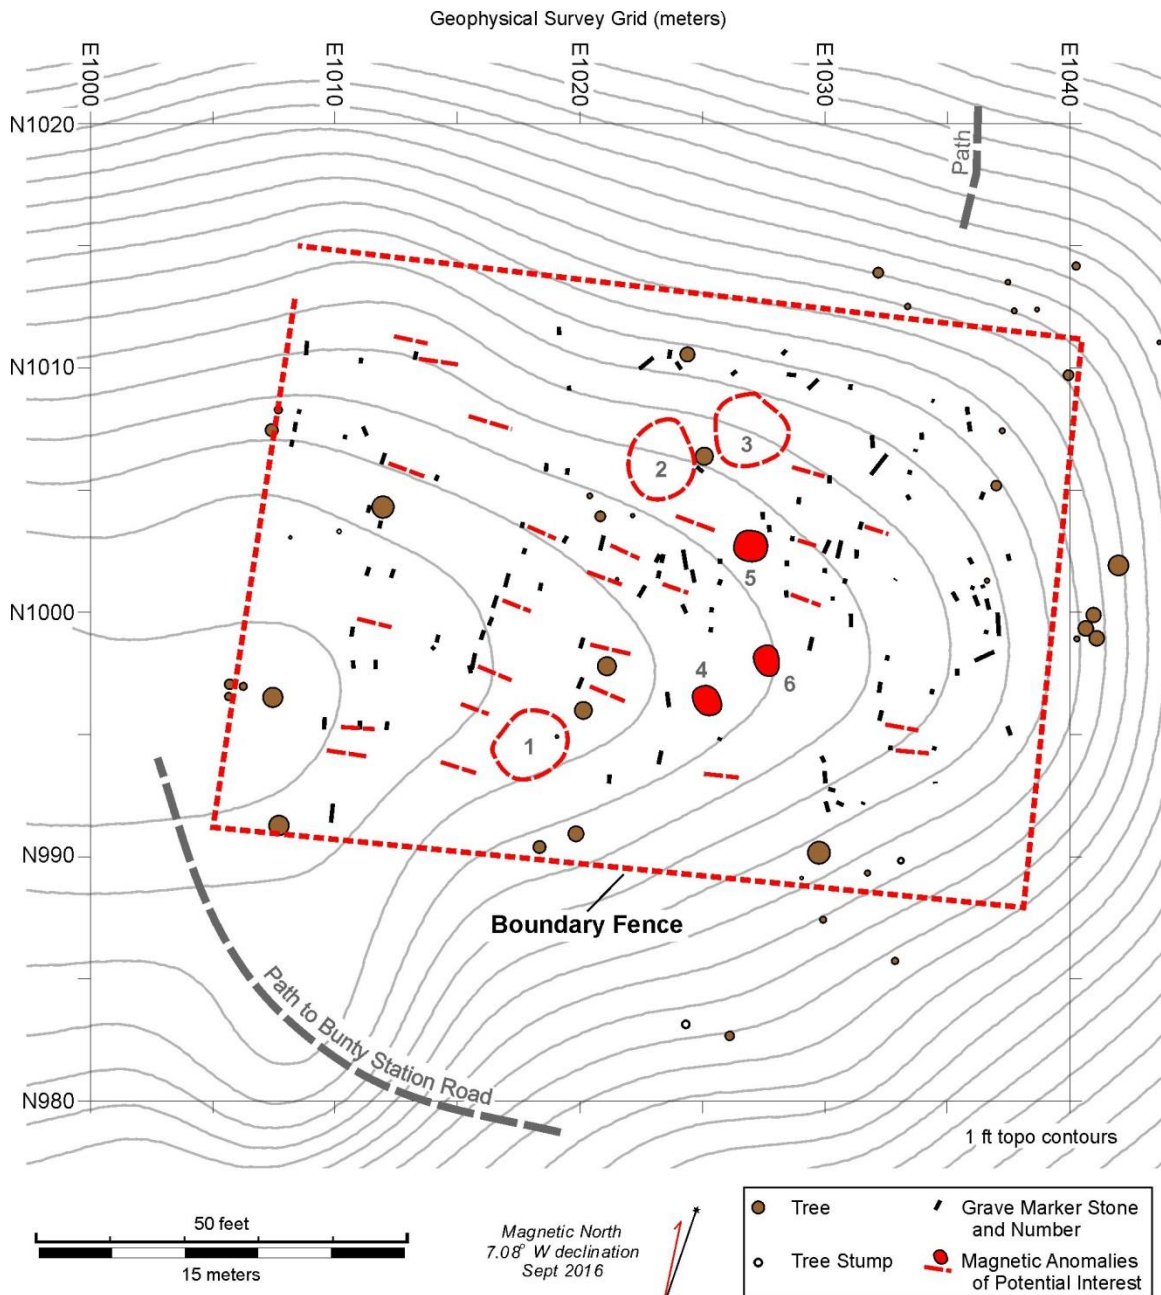 Geophysical Survey Grid (meters)
E1000
E1010
E1020
E1030
E1040
N1020
Path
N1010
3
2
5
N1000
4
6
1
N990
Boundary Fence
Path to Bunty Station Road
N980
1 ft topo contours
50 feet
15 meters
Magnetic North
7.08° W declination
Sept 2016
Tree
Grave Marker Stone
and Number
Tree Stump
Magnetic Anomalies
of Potential Interest